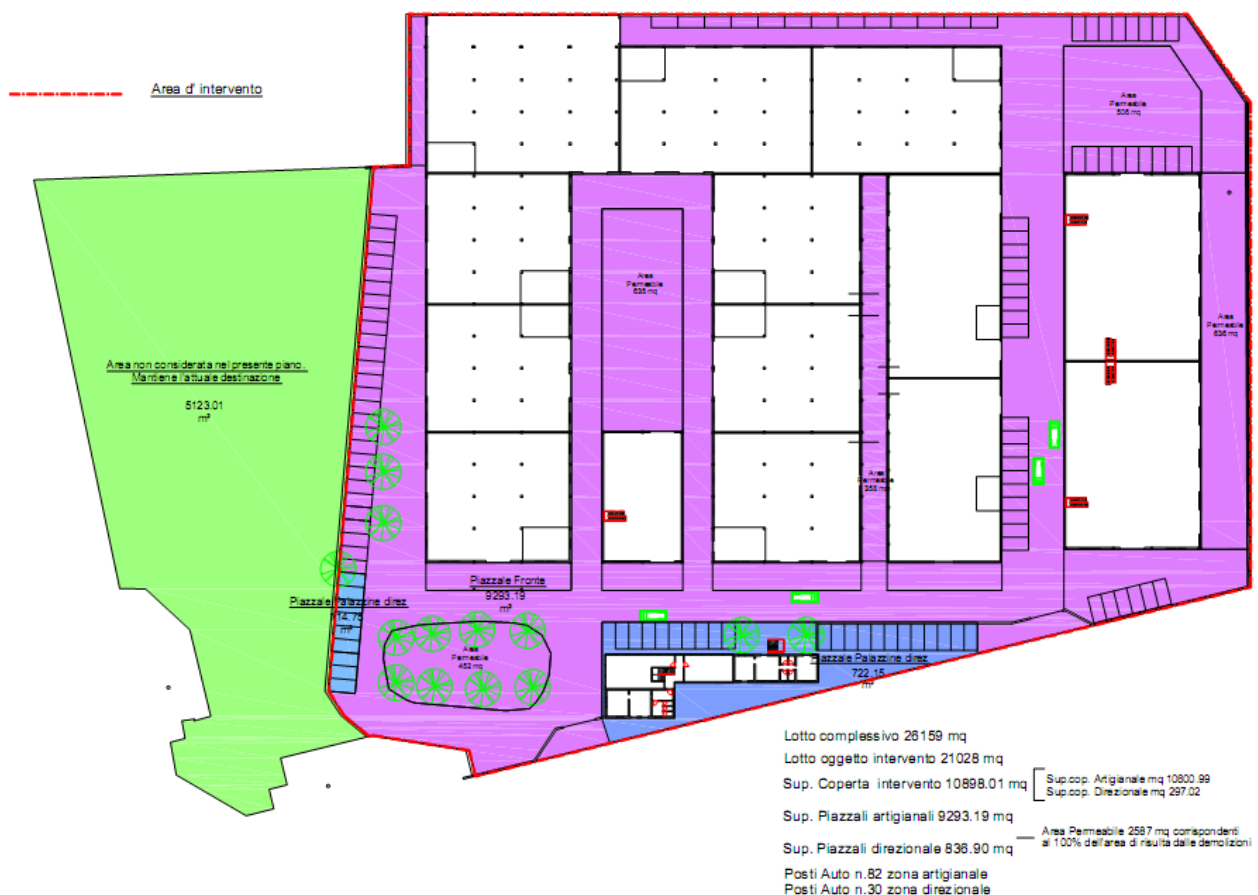 Area d' intervento
Area
Permeabile
506 mq
Area
Permeabile
636 mq
Area
Permeabile
636 mq
Area non considerata nel presente piano.
Mantiene l'attuale destinazione
5123.01
m²
Area
Permeabile
358 mq
Piazzale Fronte
9293.19
m²
Piazzale Palazzine direz
m²
Area
Permeabile
452 mq
Piazzale Palazzine direz
722.15
m²
Lotto complessivo 26159 mq
Lotto oggetto intervento 21028 mq
Sup. Coperta intervento 10898.01 mq
Sup.cop. Artigianale mq 10600.99
Sup.cop. Direzionale mq 297.02
Sup. Piazzali artigianali 9293.19 mq
Sup. Piazzali direzionale 836.90 mq
Area Permeabile 2587 mq corrispondenti
al 100% dell'area di risulta dalle demolizioni
Posti Auto n.82 zona artigianale
Posti Auto n.30 zona direzionale